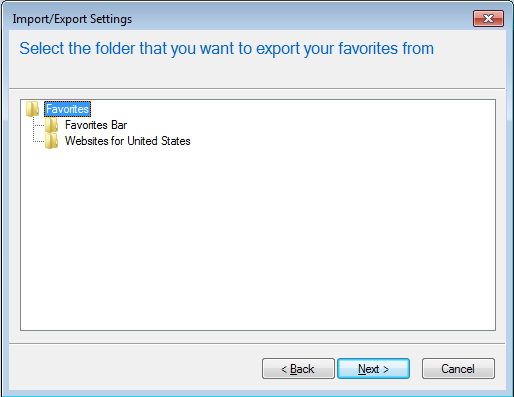 Import/Export Settings
Select the folder that you want to export your favorites from
Favorites
Favorites Bar
Websites for United States
< Back
Next >
Cancel